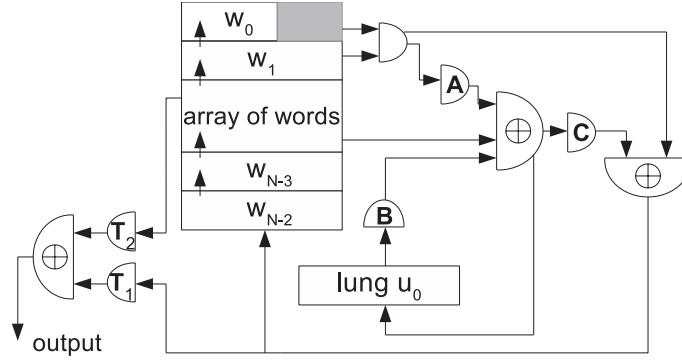 w0
w1
A
array of words
C
wN-3
B
wN-2
T2
lung u0
T1
output